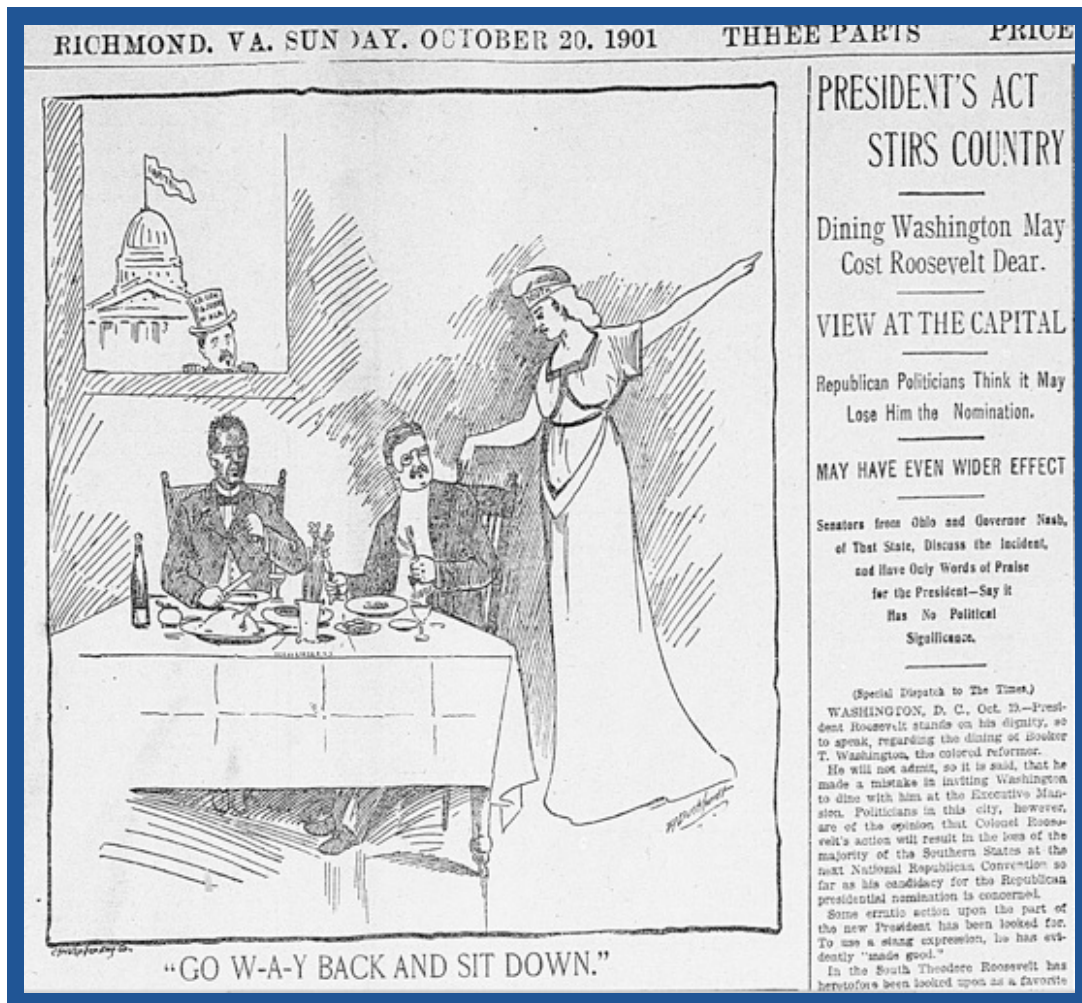 RICHMOND, VA. SUNDAY, OCTOBER 20, 1901 THHEE PARTS PRICE
"GO W-A-Y BACK AND SIT DOWN."
PRESIDENT'S ACT
STIRS COUNTRY
Dining Washington May
Cost Roosevelt Dear.
VIEW AT THE CAPITAL
Republican Politicians Think it May
Lose Him the Nomination.
MAY HAVE EVEN WIDER EFFECT
Senators from Ohio and Governor Nash,
of That State, Discuss the Incident,
and Have Only Words of Praise
for the President—Say it
Has No Political
Significance.
(Special Dispatch to The Times.)
WASHINGTON, D. C., Oct. 19.—Presi-
dent Roosevelt stands on his dignity, so
to speak, regarding the dining of Booker
T. Washington, the colored reformer.
He will not admit, so it is said, that he
made a mistake in inviting Washington
to dine with him at the Executive Man-
sion. Politicians in this city, however,
are of the opinion that Colonel Roose-
velt's action will result in the loss of the
majority of the Southern States at the
next National Republican Convention so
far as his candidacy for the Republican
presidential nomination is concerned.
Some erratic action upon the part of
the new President has been looked for.
To use a slang expression, he has evi-
dently "made good."
In the South Theodore Roosevelt has
heretofore been looked upon as a favorite